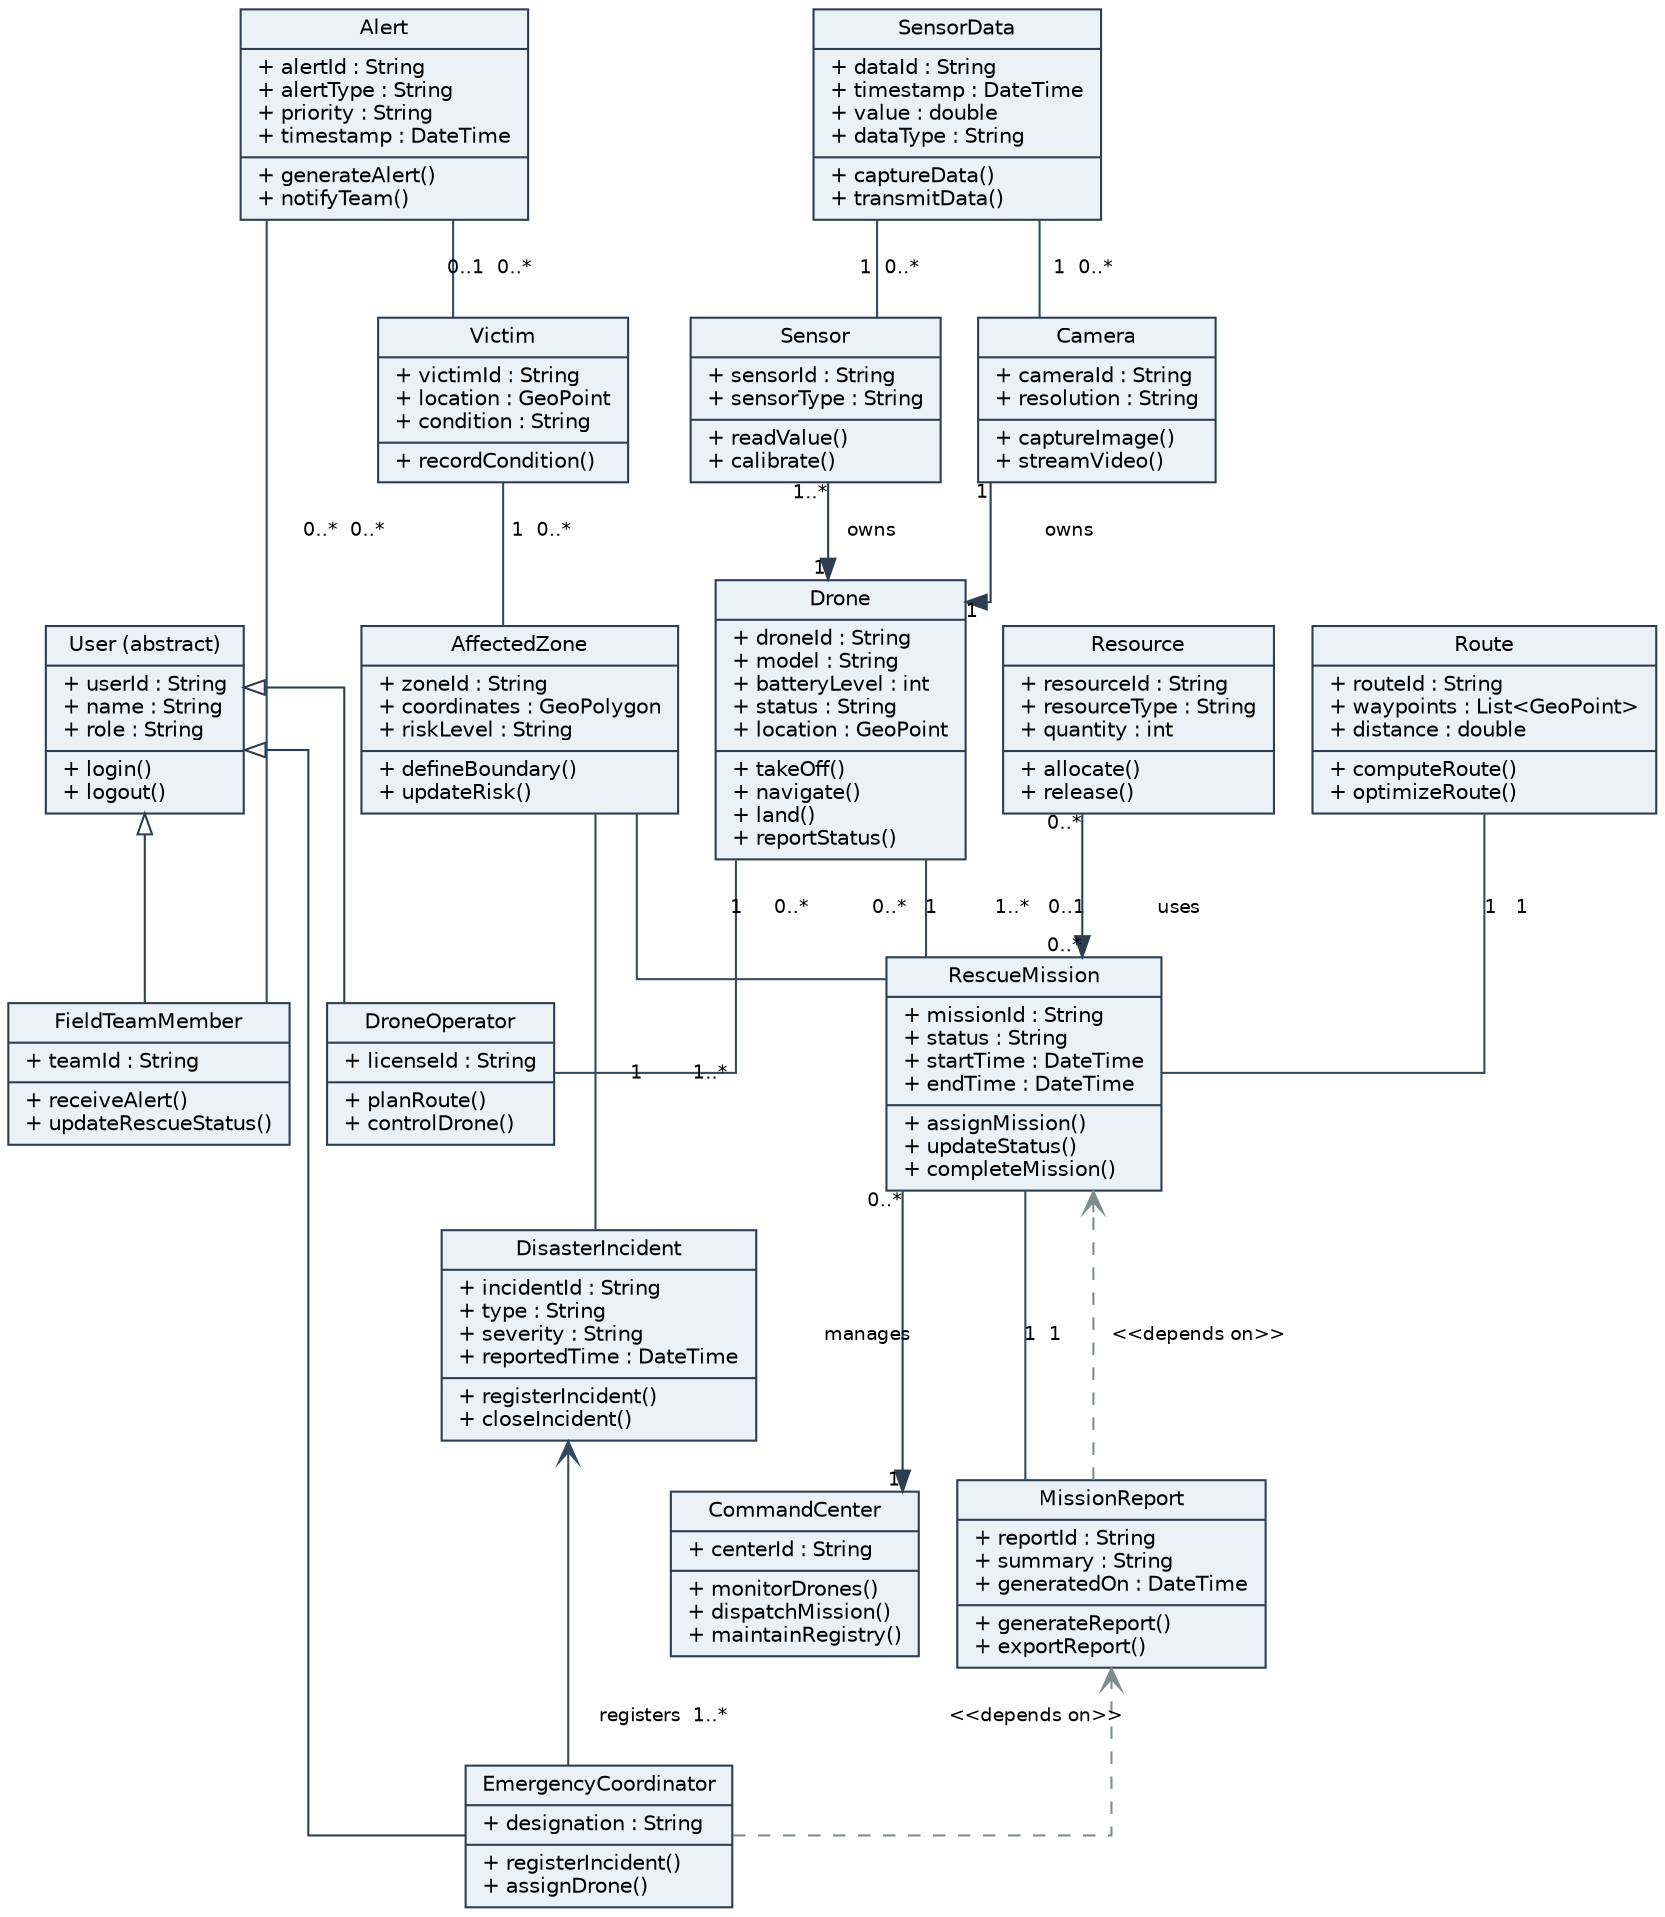 Alert
+ alertId : String
+ alertType : String
+ priority : String
+ timestamp : DateTime
+ generateAlert()
+ notifyTeam()
SensorData
+ dataId : String
+ timestamp : DateTime
+ value : double
+ dataType : String
+ captureData()
+ transmitData()
0..1 0..*
1 0..*
1 0..*
Victim
+ victimId : String
+ location : GeoPoint
+ condition : String
+ recordCondition()
Sensor
+ sensorId : String
+ sensorType : String
+ readValue()
+ calibrate()
Camera
+ cameraId : String
+ resolution : String
+ captureImage()
+ streamVideo()
1..*
1
0..* 0..*
1 0..*
owns
owns
1
1
User (abstract)
+ userId : String
+ name : String
+ role : String
+ login()
+ logout()
AffectedZone
+ zoneId : String
+ coordinates : GeoPolygon
+ riskLevel : String
+ defineBoundary()
+ updateRisk()
Drone
+ droneId : String
+ model : String
+ batteryLevel : int
+ status : String
+ location : GeoPoint
+ takeOff()
+ navigate()
+ land()
+ reportStatus()
Resource
+ resourceId : String
+ resourceType : String
+ quantity : int
+ allocate()
+ release()
Route
+ routeId : String
+ waypoints : List<GeoPoint>
+ distance : double
+ computeRoute()
+ optimizeRoute()
0..*
1 0..*
0..* 1
1..* 0..1
uses
1 1
0..*
FieldTeamMember
+ teamId : String
+ receiveAlert()
+ updateRescueStatus()
DroneOperator
+ licenseId : String
+ planRoute()
+ controlDrone()
1 1..*
RescueMission
+ missionId : String
+ status : String
+ startTime : DateTime
+ endTime : DateTime
+ assignMission()
+ updateStatus()
+ completeMission()
0..*
DisasterIncident
+ incidentId : String
+ type : String
+ severity : String
+ reportedTime : DateTime
+ registerIncident()
+ closeIncident()
manages
1 1
<<depends on>>
1
CommandCenter
+ centerId : String
+ monitorDrones()
+ dispatchMission()
+ maintainRegistry()
MissionReport
+ reportId : String
+ summary : String
+ generatedOn : DateTime
+ generateReport()
+ exportReport()
registers 1..*
<<depends on>>
EmergencyCoordinator
+ designation : String
+ registerIncident()
+ assignDrone()